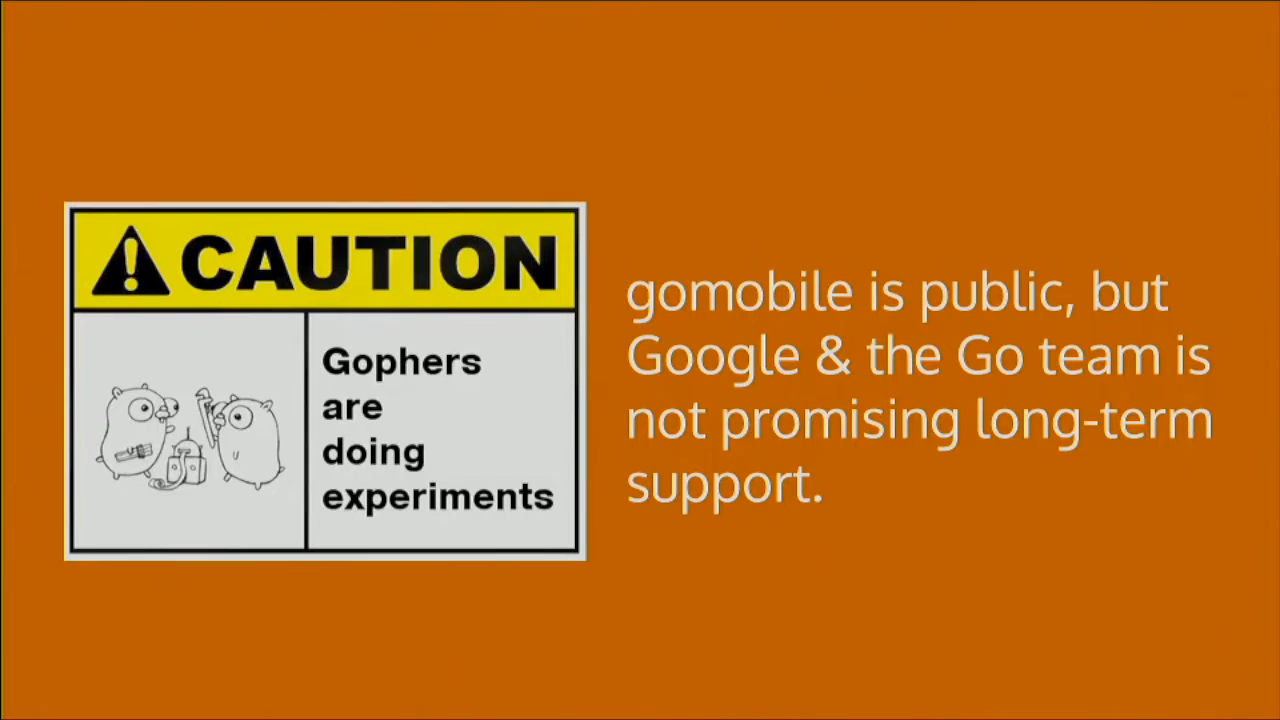 CAUTION
Gophers
are
doing
experiments
gomobile is public, but
Google & the Go team is
not promising long-term
support.